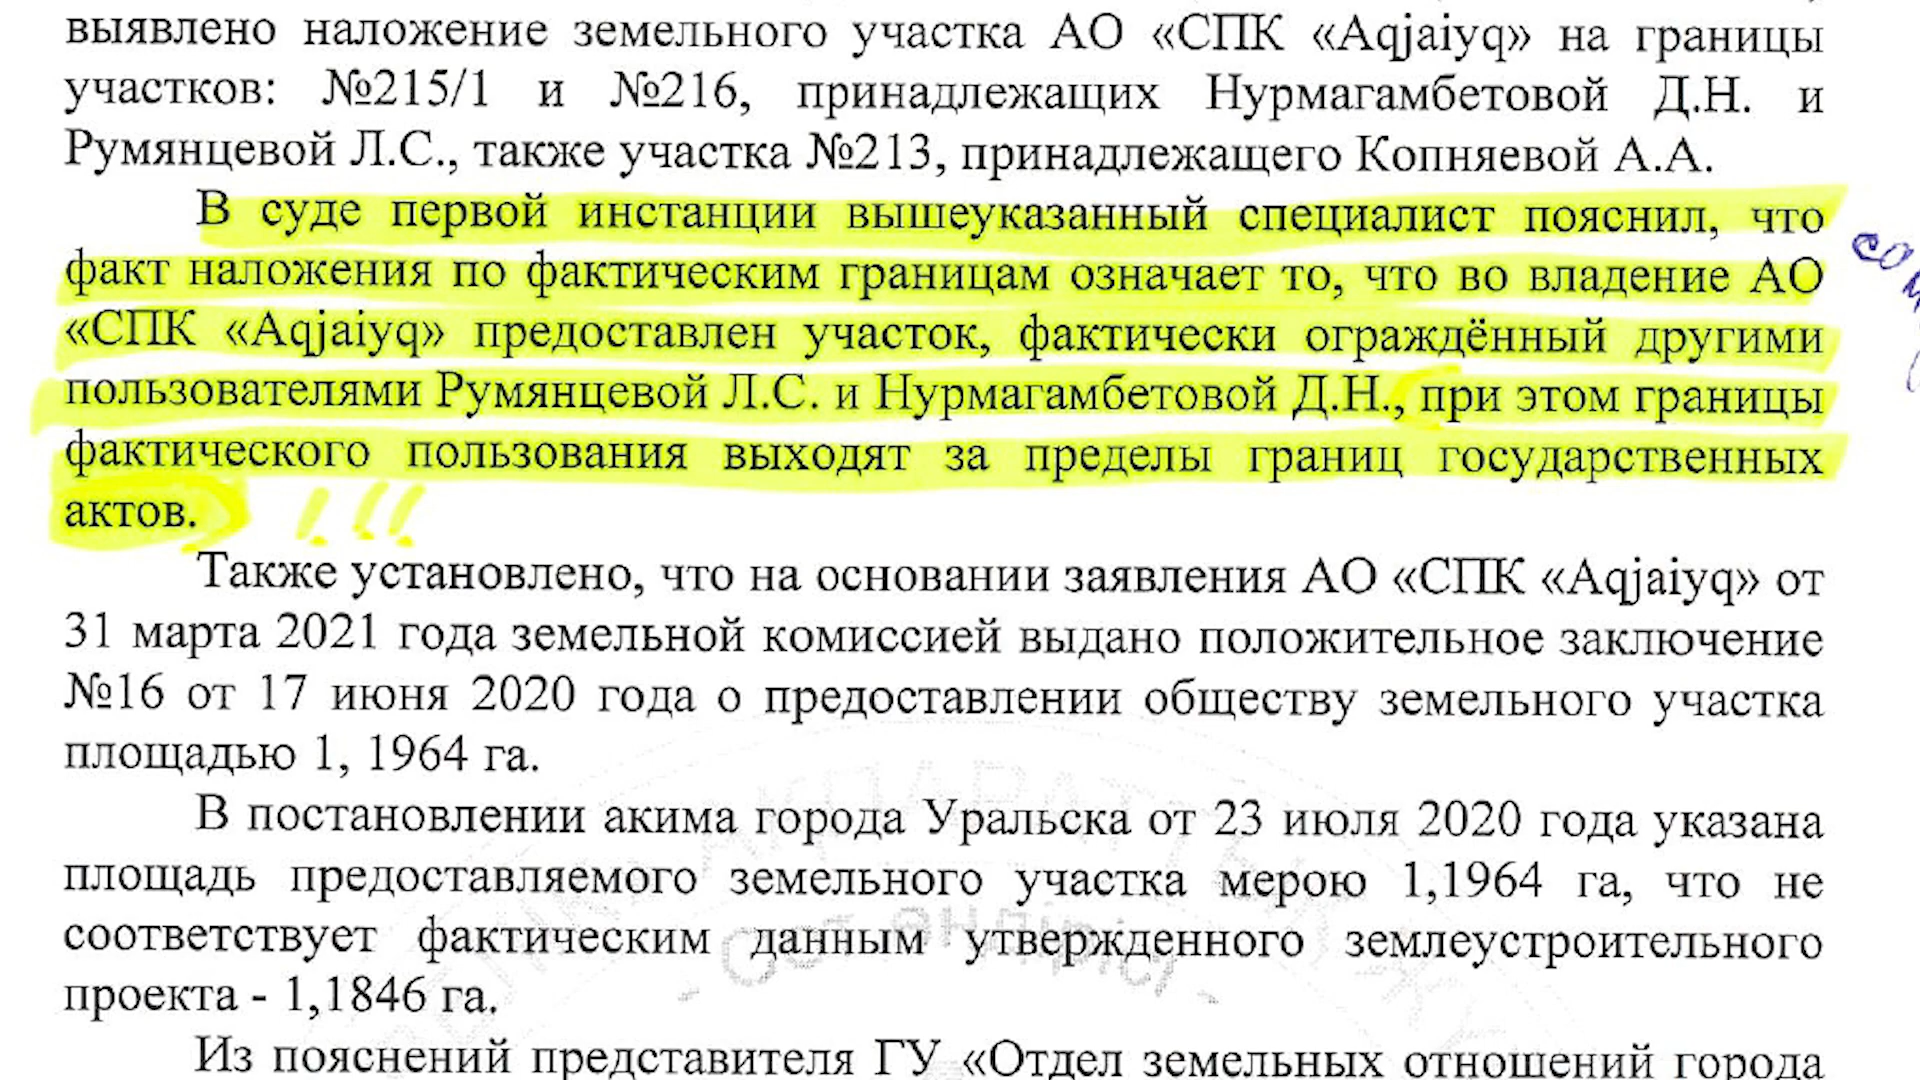 выявлено наложение земельного участка АО «СПК «Aqjaiyq» на границы
участков: №215/1 и №216, принадлежащих Нурмагамбетовой Д.Н. и
Румянцевой Л.С., также участка №213, принадлежащего Копняевой А.А.
В суде первой инстанции вышеуказанный специалист пояснил, что
факт наложения по фактическим границам означает то, что во владение АО
«СПК «Aqjaiyq» предоставлен участок, фактически ограждённый другими
пользователями Румянцевой Л.С. и Нурмагамбетовой Д.Н., при этом границы
фактического пользования выходят за пределы границ государственных
актов. ! ! !
Также установлено, что на основании заявления АО «СПК «Aqjaiyq» от
31 марта 2021 года земельной комиссией выдано положительное заключение
№16 от 17 июня 2020 года о предоставлении обществу земельного участка
площадью 1, 1964 га.
В постановлении акима города Уральска от 23 июля 2020 года указана
площадь предоставляемого земельного участка мерою 1,1964 га, что не
соответствует фактическим данным утвержденного землеустроительного
проекта - 1,1846 га.
Из пояснений представителя ГУ «Отдел земельных отношений города